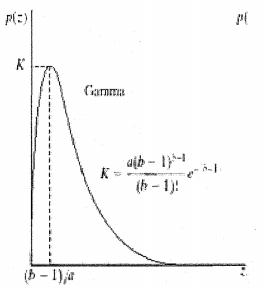 p(z)
p(
K
Gamma
K = a(b − 1)^{b−1} / (b − 1)! e^{−(b−1)}
(b − 1)/a
z